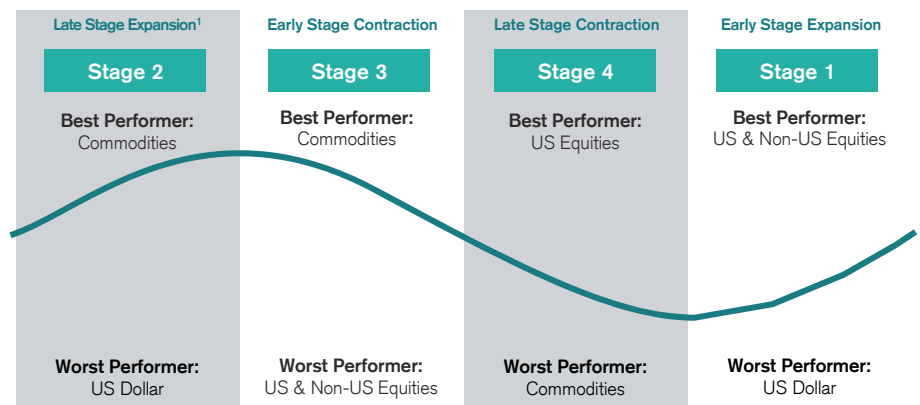 Late Stage Expansion¹
Stage 2
Best Performer:
Commodities
Worst Performer:
US Dollar
Early Stage Contraction
Stage 3
Best Performer:
Commodities
Worst Performer:
US & Non-US Equities
Late Stage Contraction
Stage 4
Best Performer:
US Equities
Worst Performer:
Commodities
Early Stage Expansion
Stage 1
Best Performer:
US & Non-US Equities
Worst Performer:
US Dollar